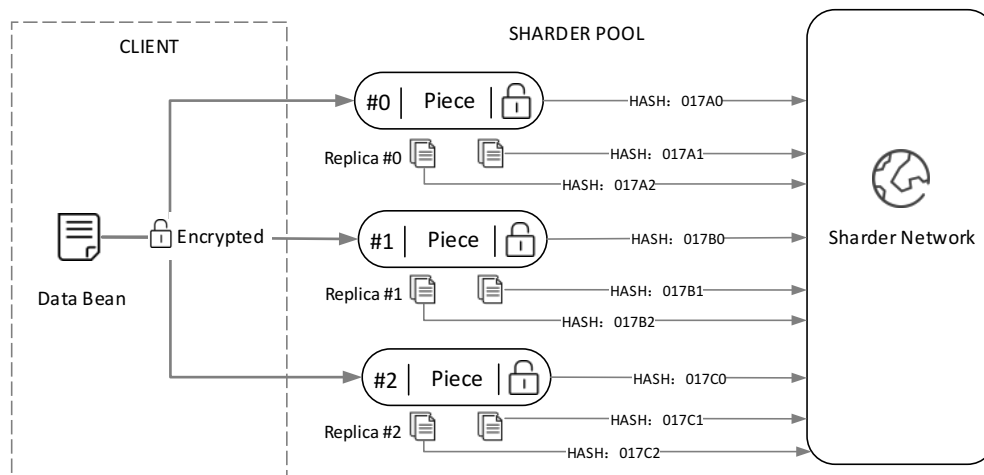 CLIENT
SHARDER POOL
#0 Piece
HASH：017A0
Replica #0
HASH：017A1
HASH：017A2
Data Bean
Encrypted
#1 Piece
HASH：017B0
Replica #1
HASH：017B1
HASH：017B2
#2 Piece
HASH：017C0
Replica #2
HASH：017C1
HASH：017C2
Sharder Network